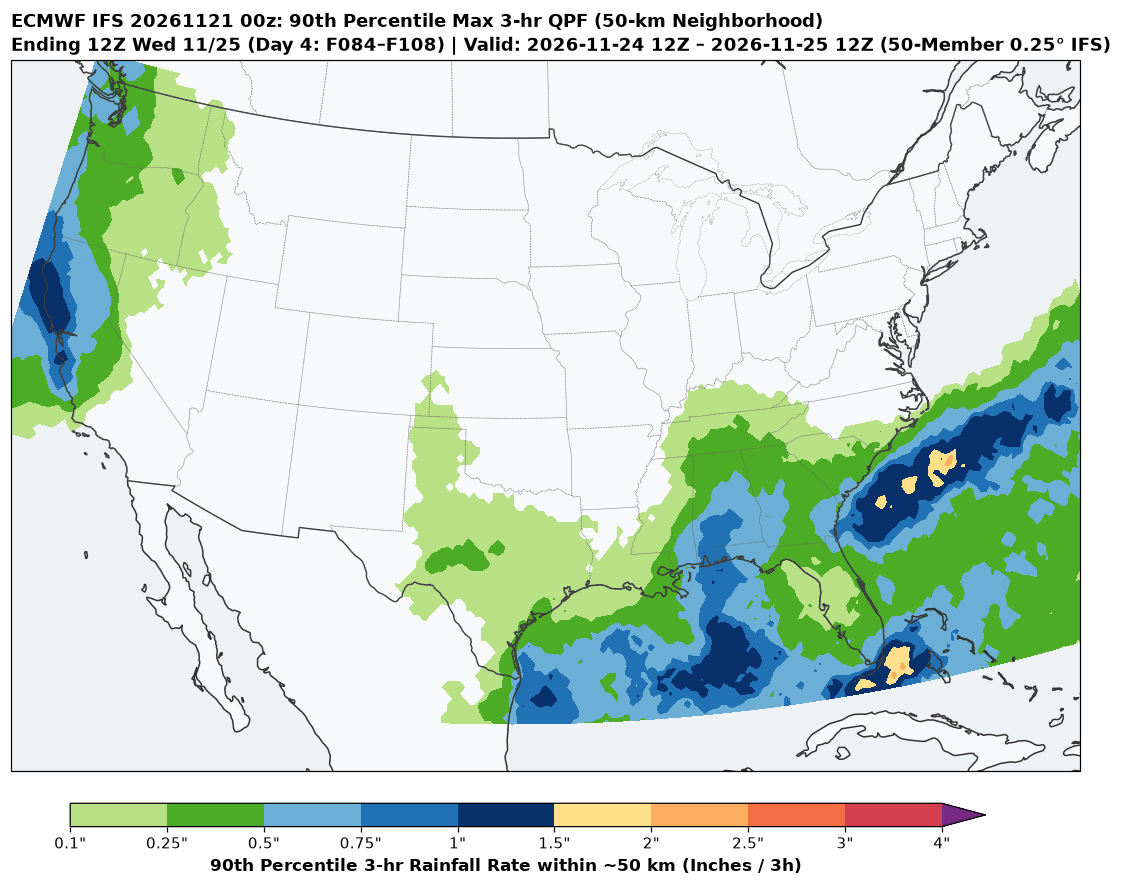 ECMWF IFS 20261121 00z: 90th Percentile Max 3-hr QPF (50-km Neighborhood)
Ending 12Z Wed 11/25 (Day 4: F084–F108) | Valid: 2026-11-24 12Z – 2026-11-25 12Z (50-Member 0.25° IFS)
0.1" 0.25" 0.5" 0.75" 1" 1.5" 2" 2.5" 3" 4"
90th Percentile 3-hr Rainfall Rate within ~50 km (Inches / 3h)